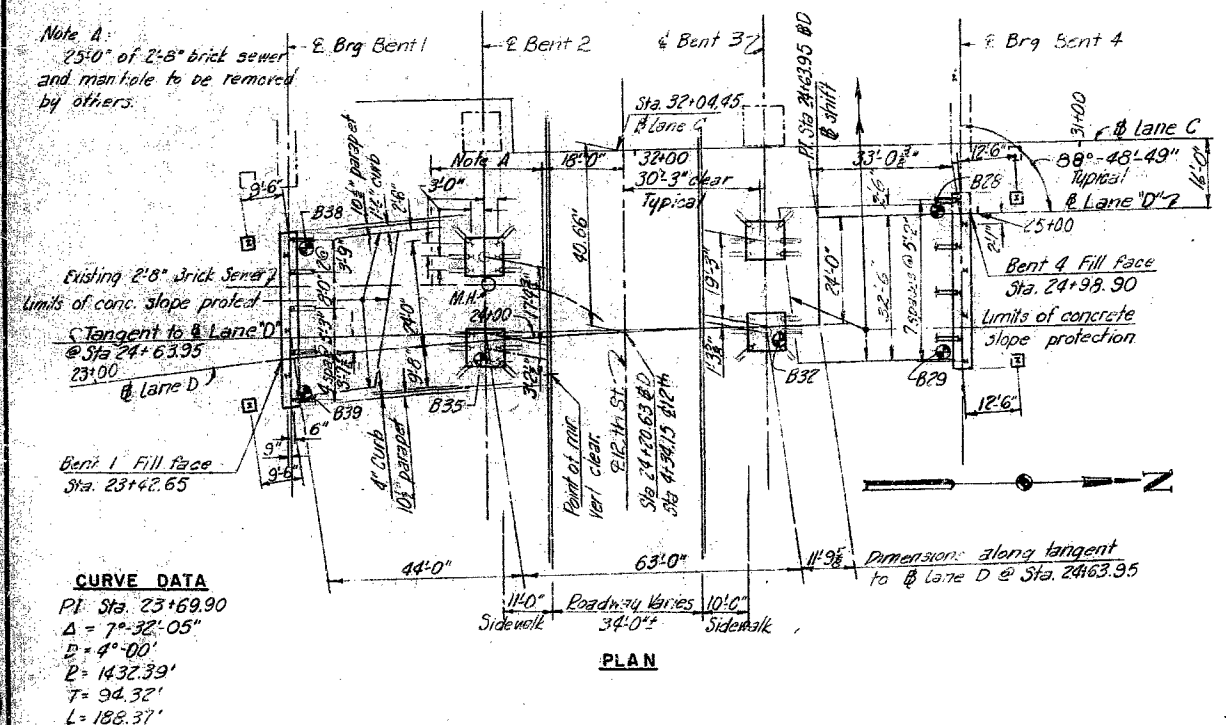 Note A:
25'-0" of 2'-8" brick sewer
and manhole to be removed
by others.
℄ Brg Bent 1
℄ Bent 2
℄ Bent 3
℄ Brg Bent 4
P.I. Sta 24+63.95 ℄D
℄ shift
Sta. 32+04.45
℄ Lane C
Note A
18'-0"
32+00
30'-3" clear
Typical
33'-0¾"
12'-6"
31+00
℄ Lane C
88°-48'-49"
Typical
16'-0"
℄ Lane "D"
25+00
9'-6"
10½" parapet
1'-1½" curb
2'-6"
3'-0"
B38
B28
3'-9"
40.66'
19'-3"
24'-0"
32'-6"
7 spaces @ 5'-2"
Bent 4 Fill face
Sta. 24+98.90
Limits of concrete
slope protection
Existing 2'-8" Brick Sewer
Limits of conc. slope protect
Tangent to ℄ Lane "D"
@ Sta 24+63.95
23+00
℄ Lane D
M.H.
24+00
24'-0"
9'-8"
B39
B35
B32
B29
12'-6"
6"
9"
9'-6"
Bent 1 Fill face
Sta. 23+42.65
4" Curb
10½" parapet
Point of min.
vert clear.
℄ 12th St.
Sta 24+20.63 ℄ D
Sta 4+34.15 ℄ 12th
N
44'-0"
63'-0"
11'-9⅝"
Dimensions along tangent
to ℄ Lane D @ Sta. 24+63.95
11'-0"
Sidewalk
Roadway Varies
34'-0"±
10'-0"
Sidewalk
PLAN
CURVE DATA
P.I. Sta. 23+69.90
Δ = 7°-32'-05"
D = 4°-00'
R = 1432.39'
T = 94.32'
L = 188.37'